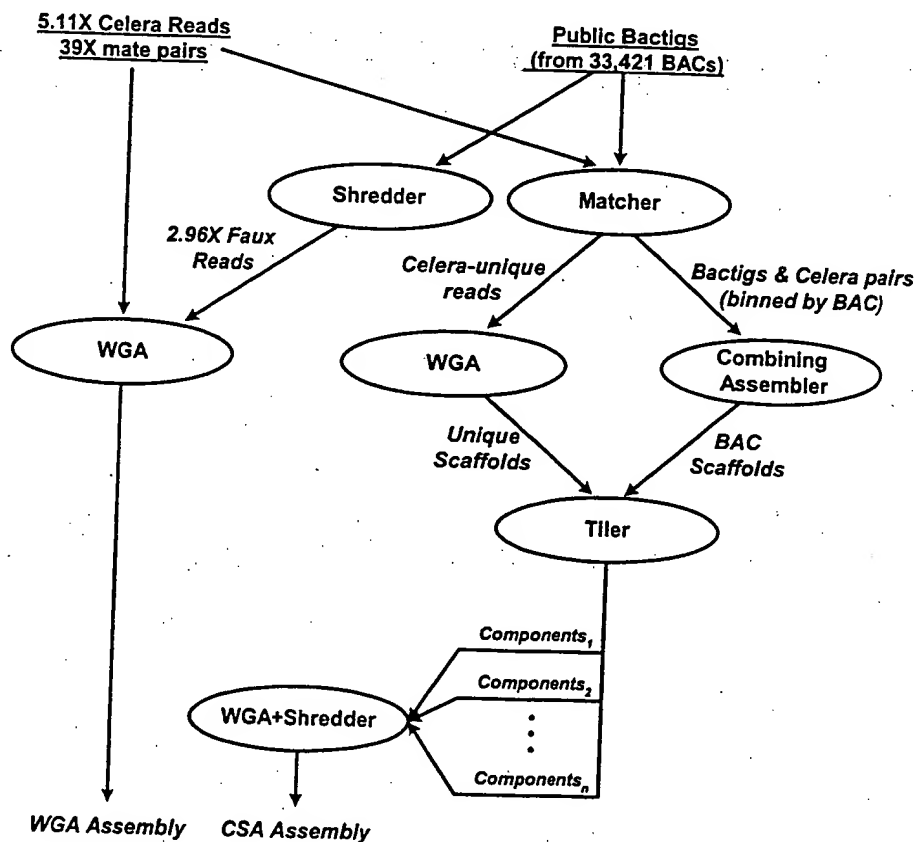 5.11X Celera Reads
39X mate pairs
Public Bactigs
(from 33,421 BACs)
Shredder
Matcher
2.96X Faux
Reads
Celera-unique
reads
Bactigs & Celera pairs
(binned by BAC)
WGA
WGA
Combining
Assembler
Unique
Scaffolds
BAC
Scaffolds
Tiler
Components1
Components2
WGA+Shredder
Componentsn
WGA Assembly
CSA Assembly